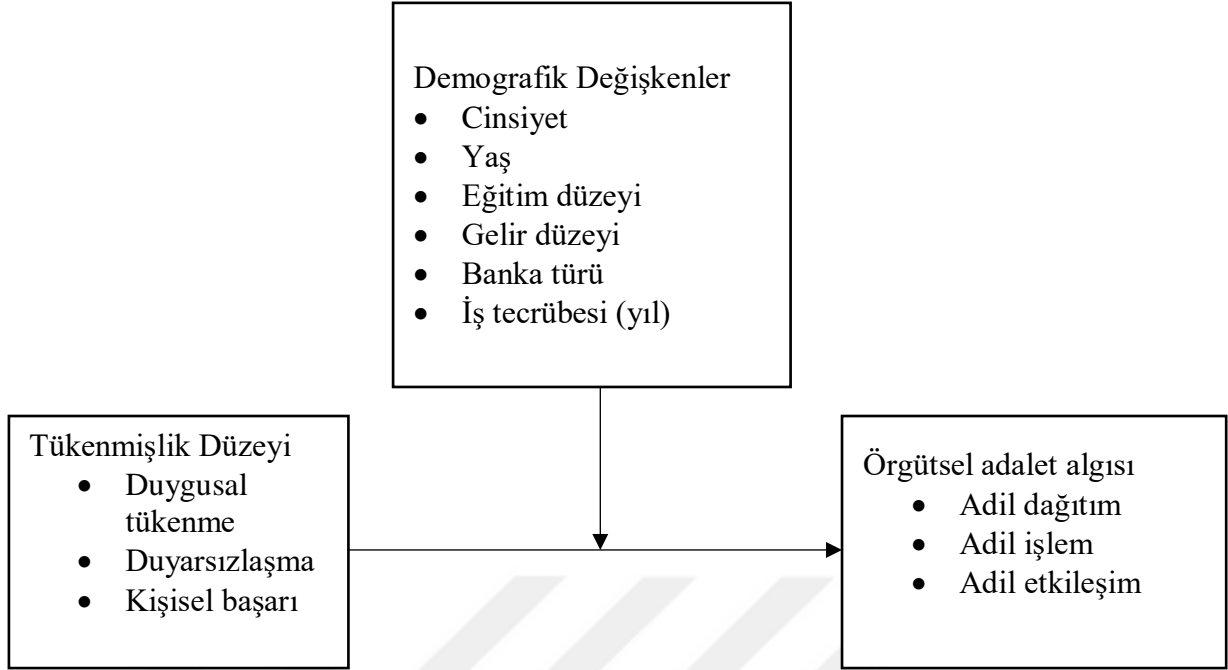 Demografik Değişkenler
• Cinsiyet
• Yaş
• Eğitim düzeyi
• Gelir düzeyi
• Banka türü
• İş tecrübesi (yıl)
Tükenmişlik Düzeyi
• Duygusal
tükenme
• Duyarsızlaşma
• Kişisel başarı
Örgütsel adalet algısı
• Adil dağıtım
• Adil işlem
• Adil etkileşim